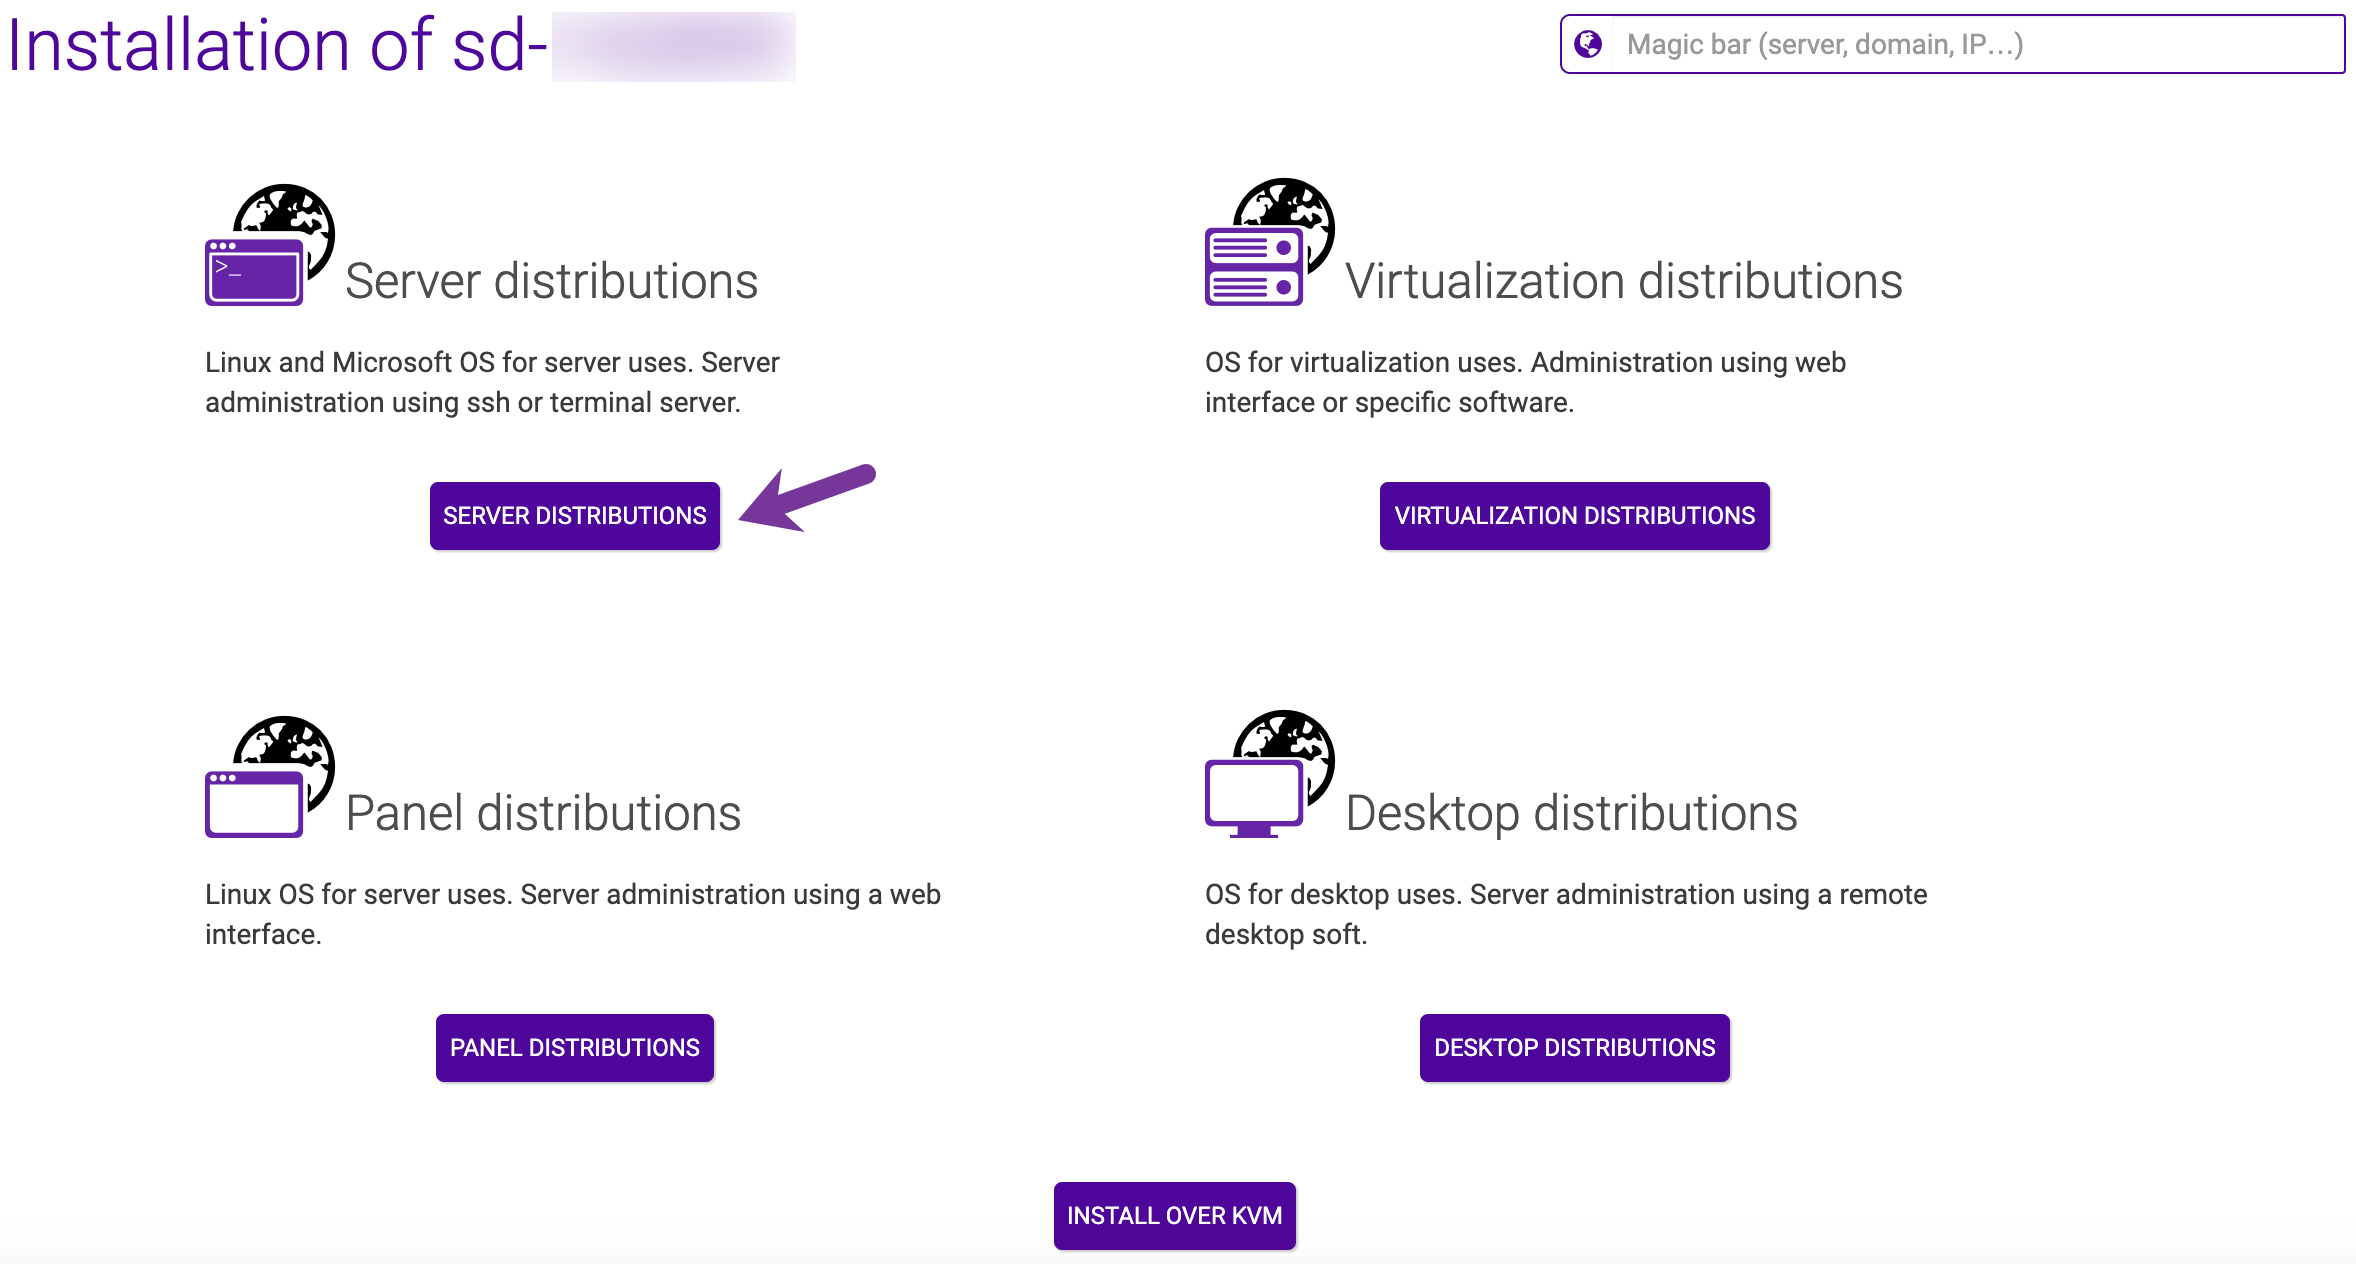 Installation of sd-
Magic bar (server, domain, IP...)
>_
Server distributions
Linux and Microsoft OS for server uses. Server
administration using ssh or terminal server.
SERVER DISTRIBUTIONS
Virtualization distributions
OS for virtualization uses. Administration using web
interface or specific software.
VIRTUALIZATION DISTRIBUTIONS
Panel distributions
Linux OS for server uses. Server administration using a web
interface.
PANEL DISTRIBUTIONS
Desktop distributions
OS for desktop uses. Server administration using a remote
desktop soft.
DESKTOP DISTRIBUTIONS
INSTALL OVER KVM